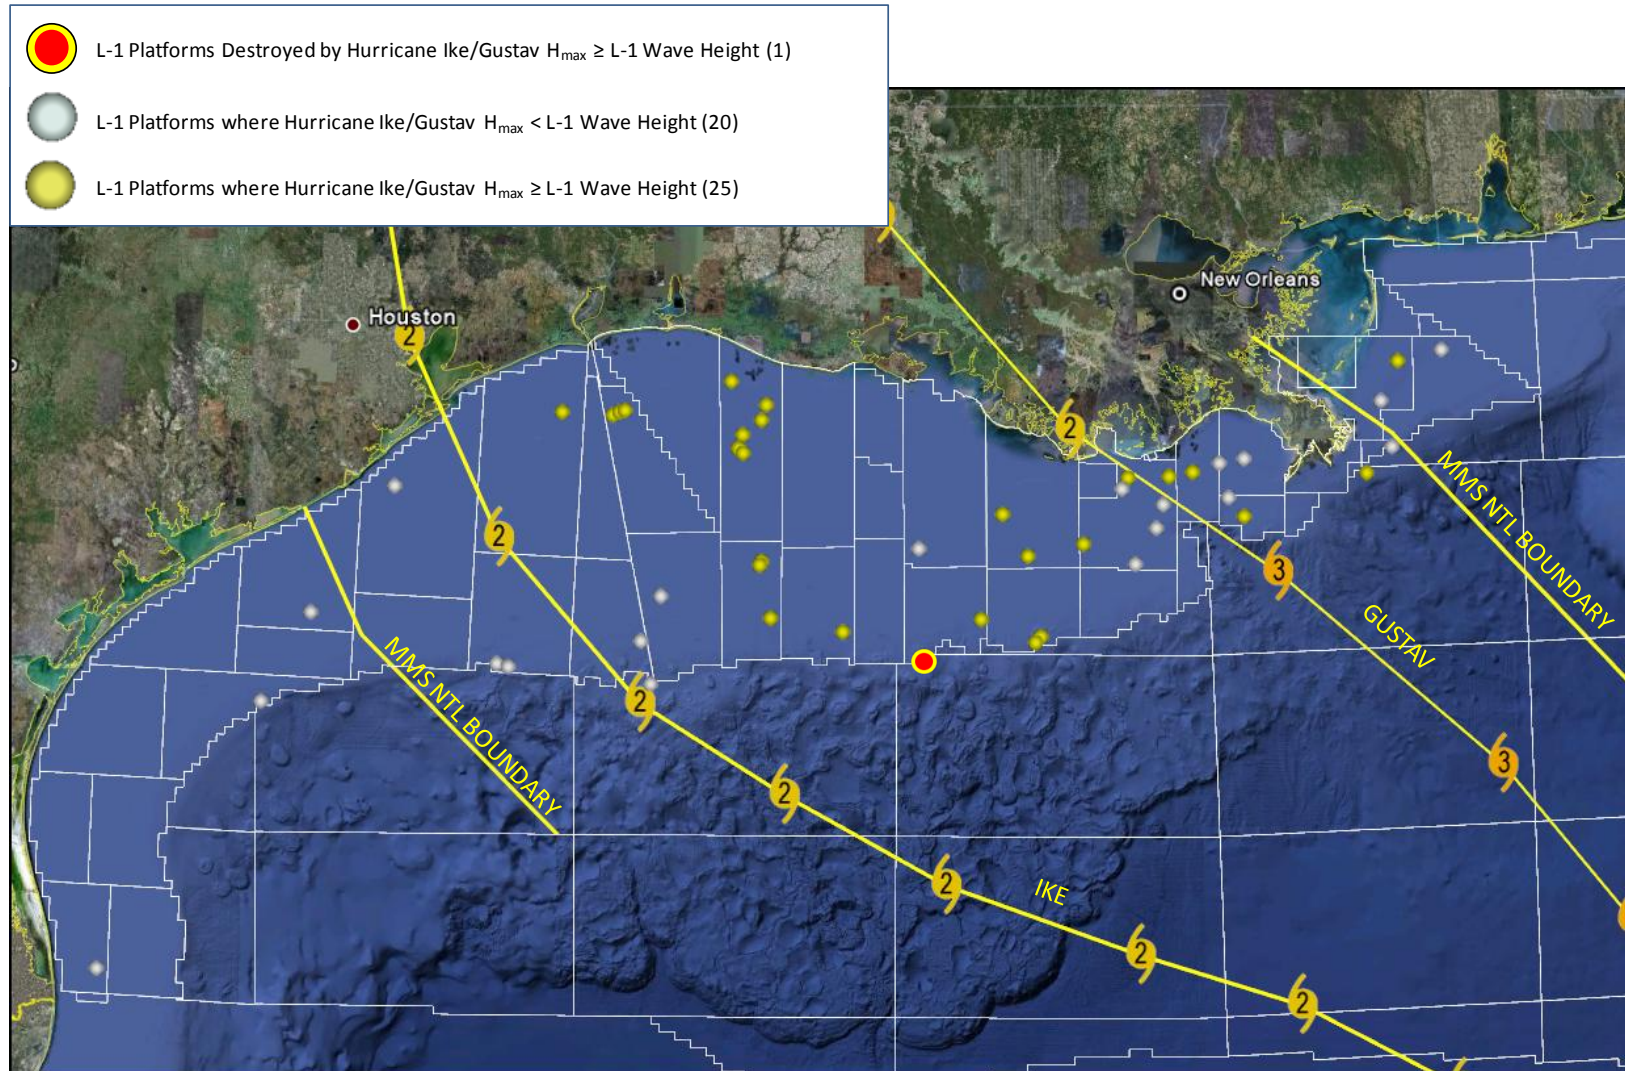 L-1 Platforms Destroyed by Hurricane Ike/Gustav Hmax ≥ L-1 Wave Height (1)
L-1 Platforms where Hurricane Ike/Gustav Hmax < L-1 Wave Height (20)
L-1 Platforms where Hurricane Ike/Gustav Hmax ≥ L-1 Wave Height (25)
New Orleans
Houston
2
2
2
3
MMS NTL BOUNDARY
GUSTAV
MMS NTL BOUNDARY
2
3
2
2
IKE
2
2